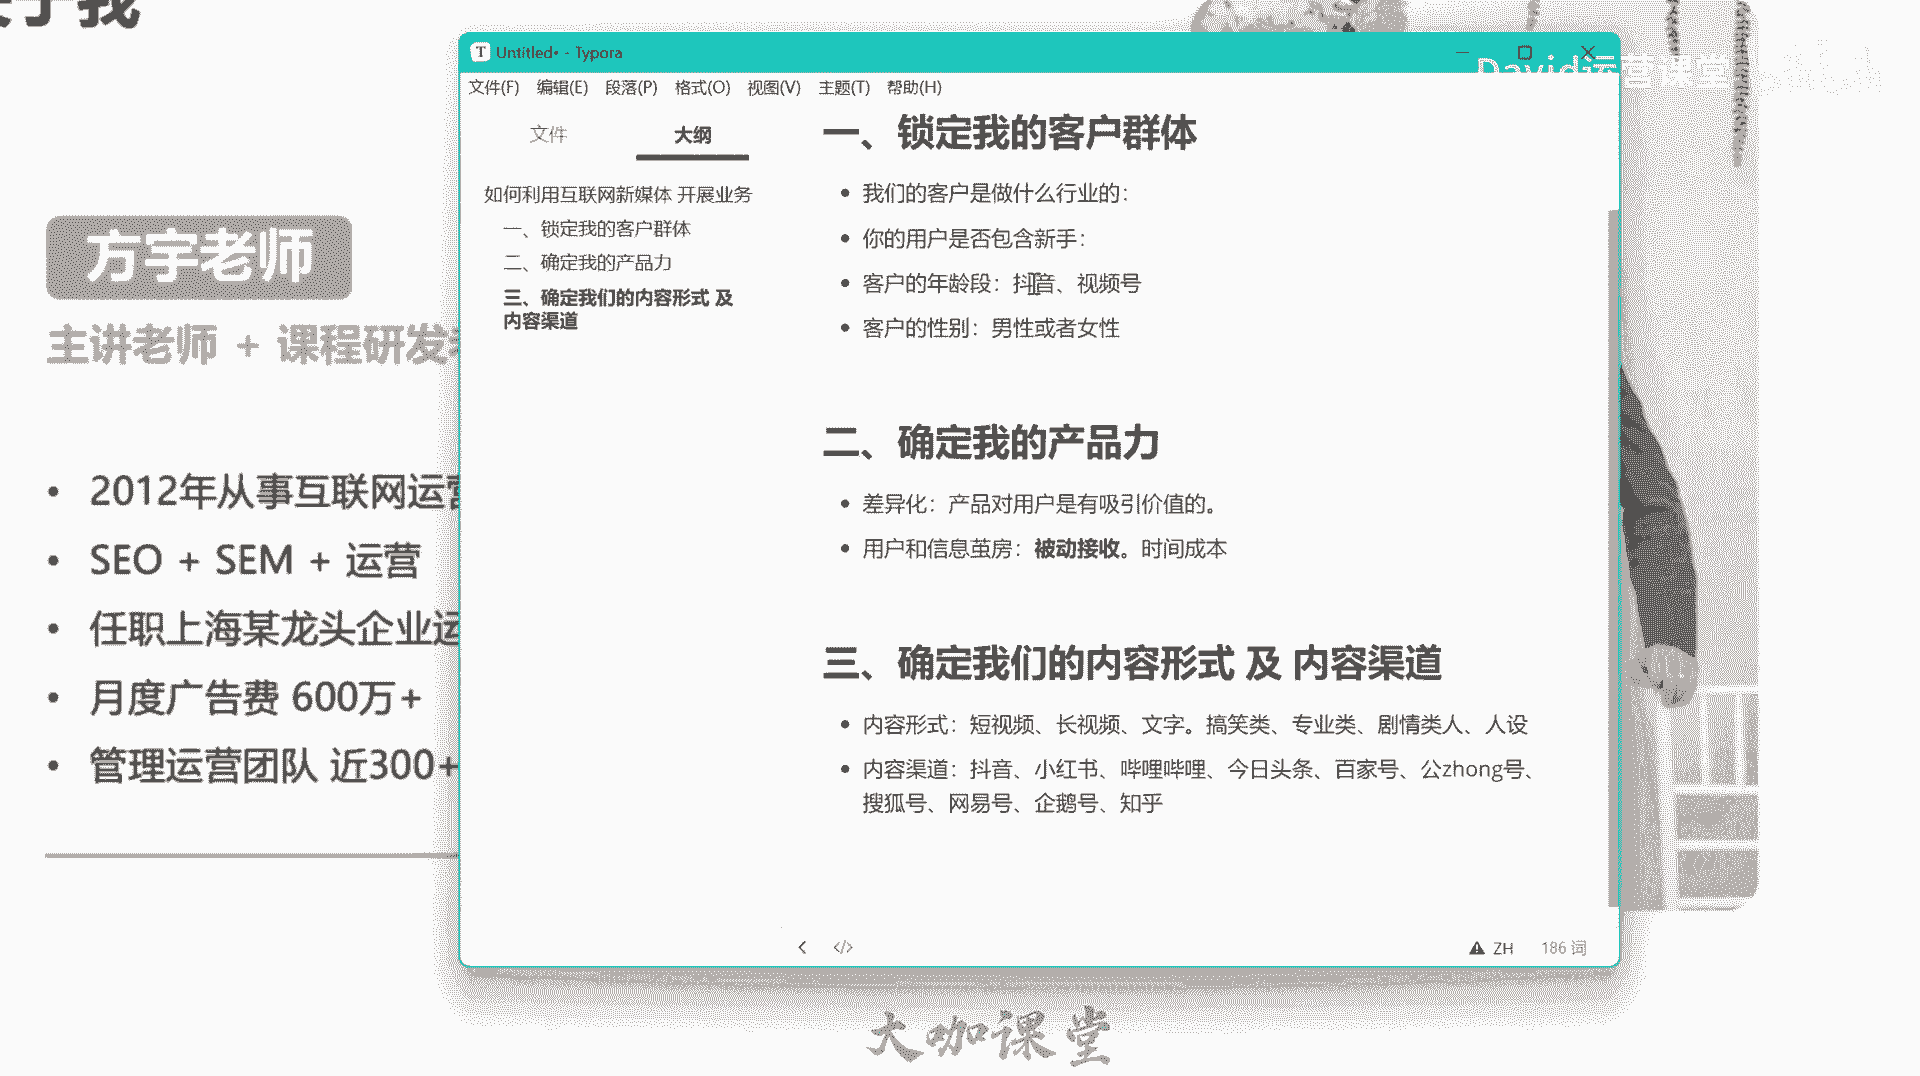 关于我
方宇老师
主讲老师 + 课程研发
2012年从事互联网运营
SEO + SEM + 运营
任职上海某龙头企业运
月度广告费 600万+
管理运营团队 近300+
Untitled• - Typora
David运营课堂
文件(F) 编辑(E) 段落(P) 格式(O) 视图(V) 主题(T) 帮助(H)
文件 大纲
如何利用互联网新媒体 开展业务
一、锁定我的客户群体
二、确定我的产品力
三、确定我们的内容形式 及
内容渠道
一、锁定我的客户群体
我们的客户是做什么行业的：
你的用户是否包含新手：
客户的年龄段：抖音、视频号
客户的性别：男性或者女性
二、确定我的产品力
差异化：产品对用户是有吸引价值的。
用户和信息茧房：被动接收。时间成本
三、确定我们的内容形式 及 内容渠道
内容形式：短视频、长视频、文字。搞笑类、专业类、剧情类人、人设
内容渠道：抖音、小红书、哔哩哔哩、今日头条、百家号、公zhong号、
搜狐号、网易号、企鹅号、知乎
ZH 186 词
大咖课堂